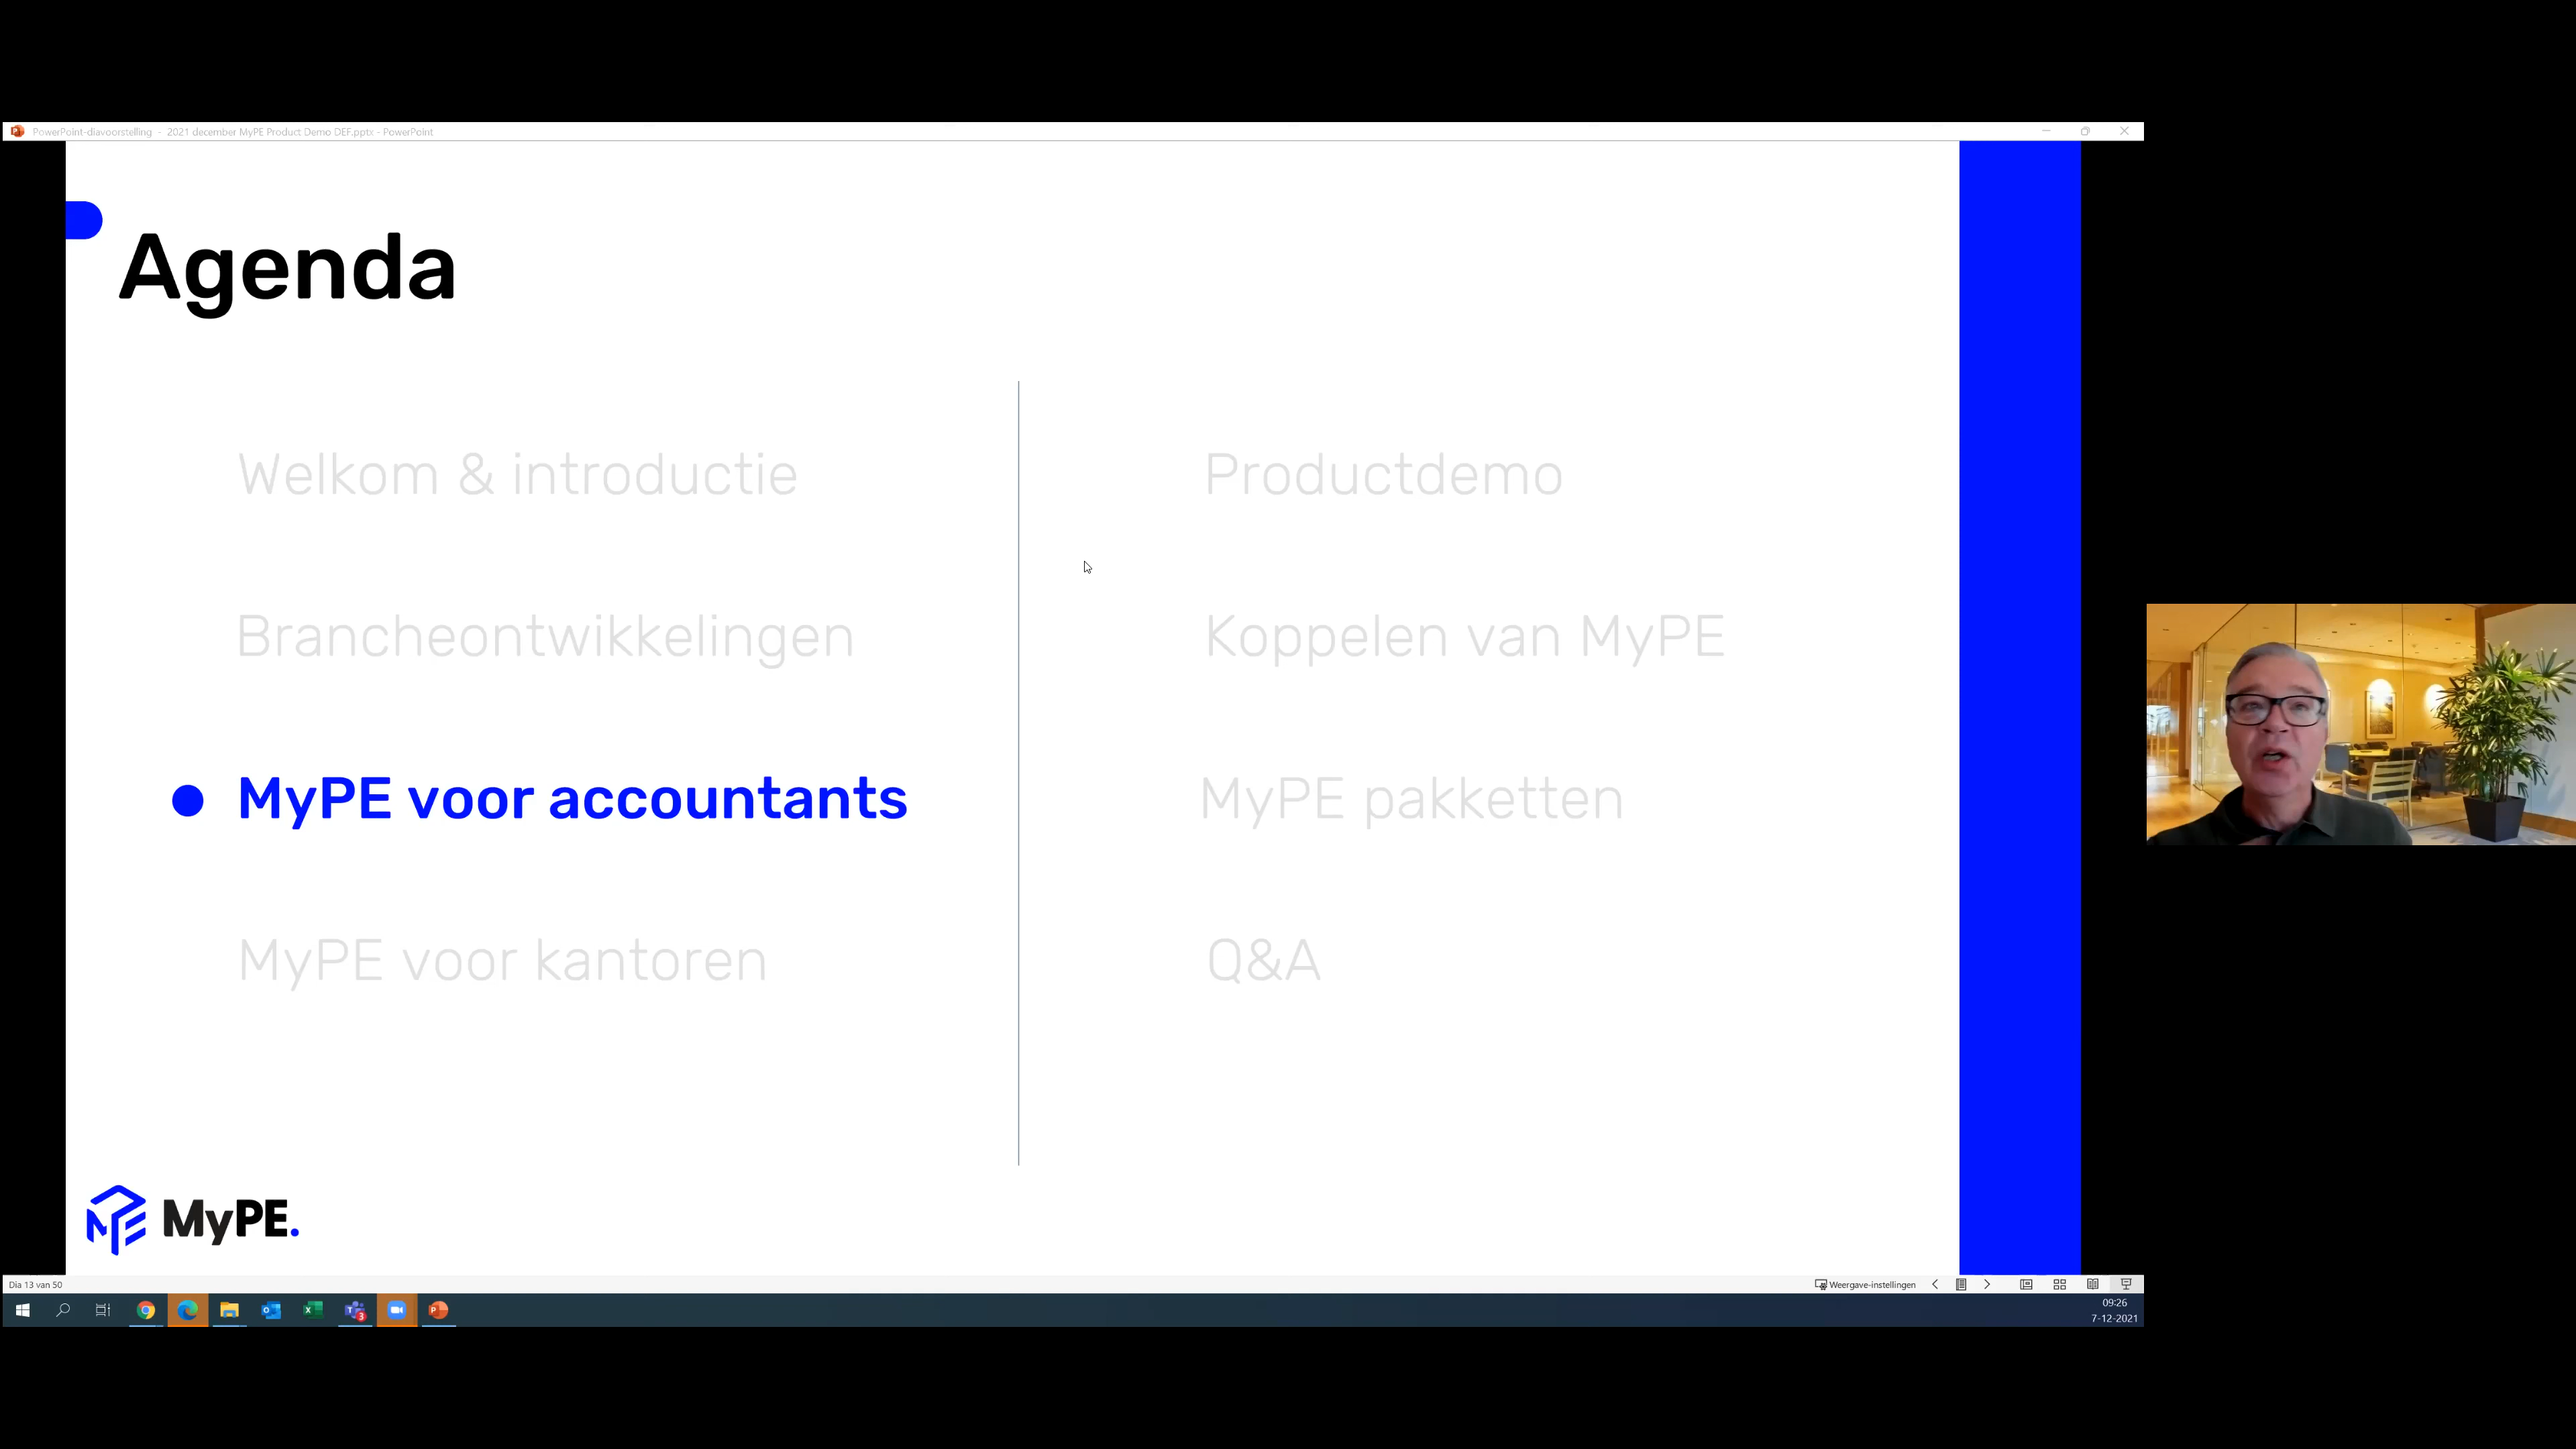 PowerPoint-diavoorstelling - 2021 december MyPE Product Demo DEF.pptx - PowerPoint
Agenda
Welkom & introductie
Brancheontwikkelingen
MyPE voor accountants
MyPE voor kantoren
Productdemo
Koppelen van MyPE
MyPE pakketten
Q&A
MyPE.
Dia 13 van 50
Weergave-instellingen
3
09:26
7-12-2021